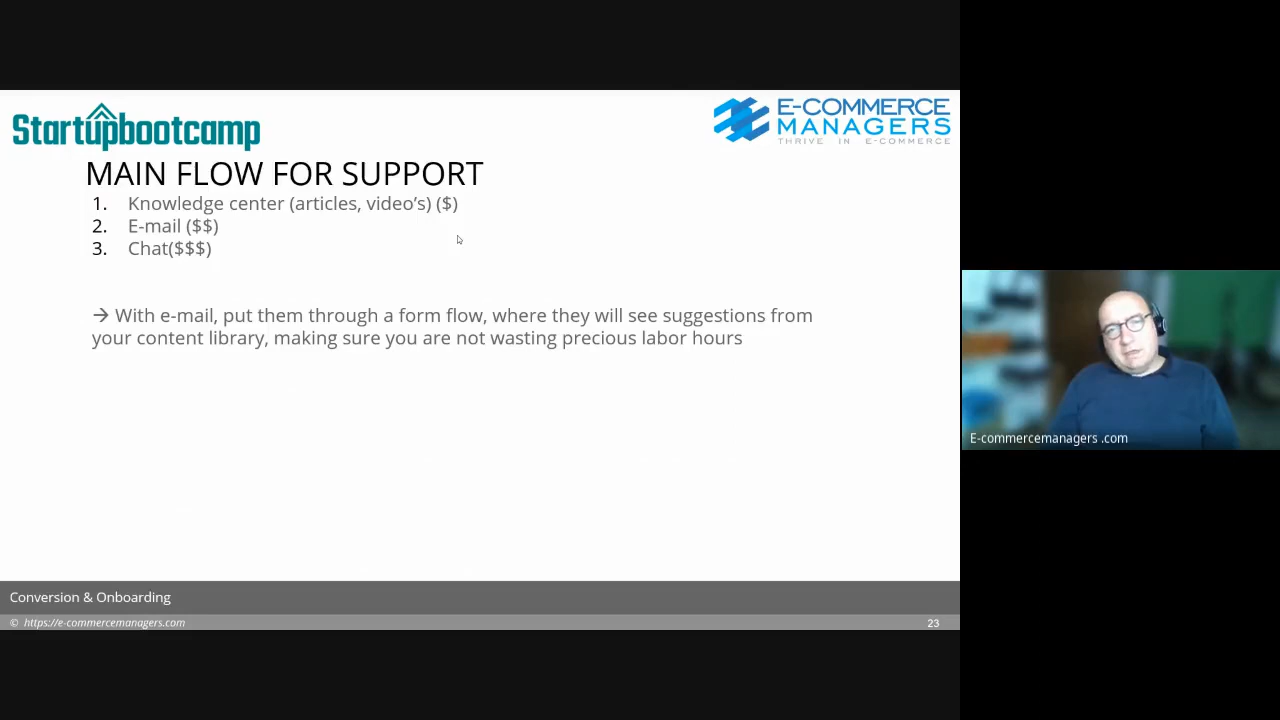 Startupbootcamp
E-COMMERCE
MANAGERS
THRIVE IN E-COMMERCE
MAIN FLOW FOR SUPPORT
1. Knowledge center (articles, video’s) ($)
2. E-mail ($$)
3. Chat($$$)
→ With e-mail, put them through a form flow, where they will see suggestions from
your content library, making sure you are not wasting precious labor hours
E-commercemanagers .com
Conversion & Onboarding
© https://e-commercemanagers.com
23